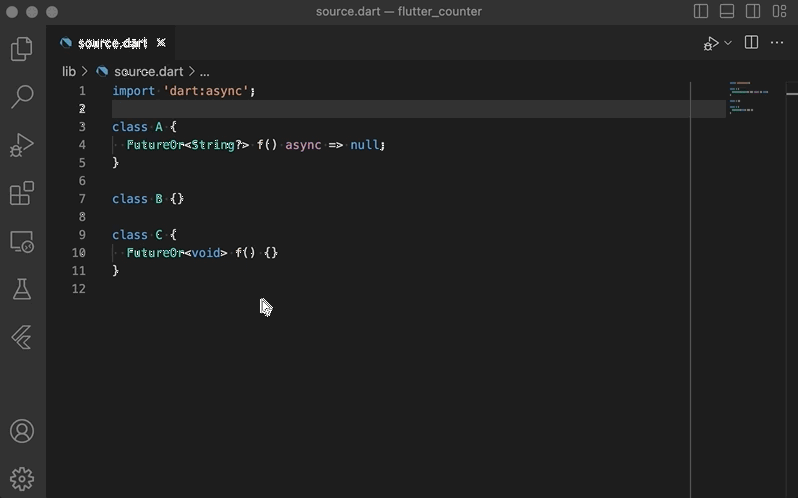 source.dart — flutter_counter
source.dart
lib > source.dart > ...
1 import 'dart:async';
2
3 class A {
4 FutureOr<String?> f() async => null;
5 }
6
7 class B {}
8
9 class C {
10 FutureOr<void> f() {}
11 }
12